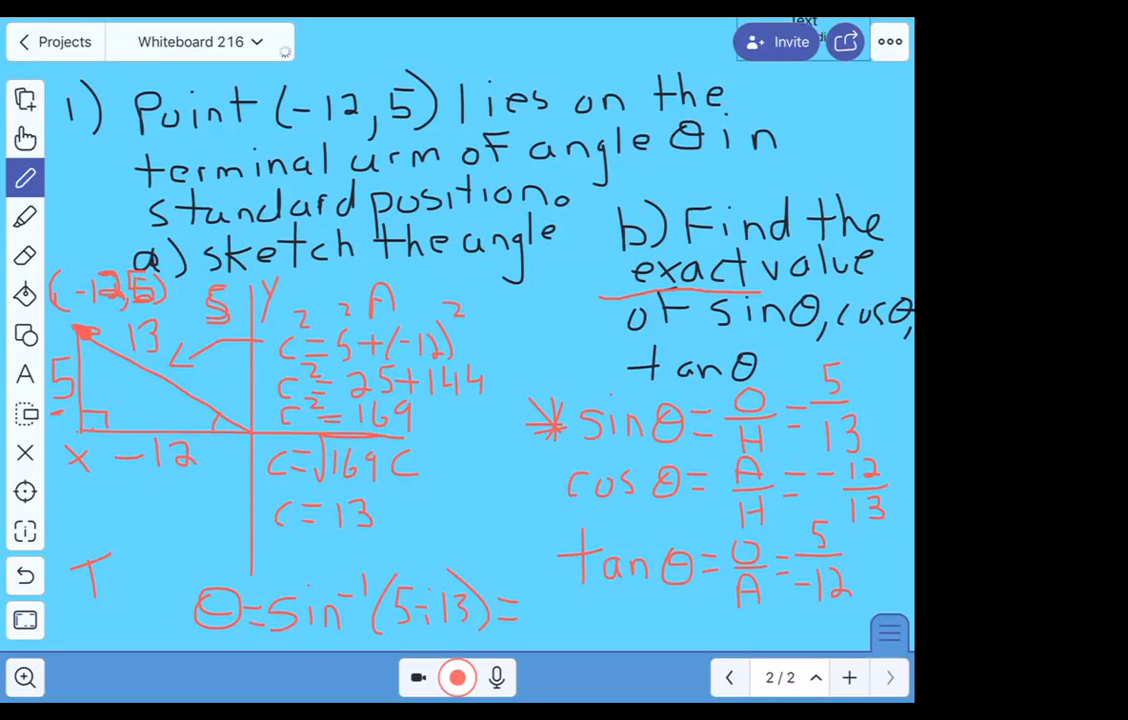 Text
Projects
Whiteboard 216
Invite
1) Point (-12,5) lies on the
terminal arm of angle θ in
standard position.
a) sketch the angle
b) Find the
exact value
of sinθ, cosθ,
tanθ
(-12,5)
5
y
A
13
c²=5²+(-12)²
c²=25+144
c²=169
c=√169
C
c=13
5
x
-12
sinθ=O/H=5/13
cosθ=A/H=-12/13
tanθ=O/A=5/-12
T
θ=sin⁻¹(5÷13)=
A
2/2